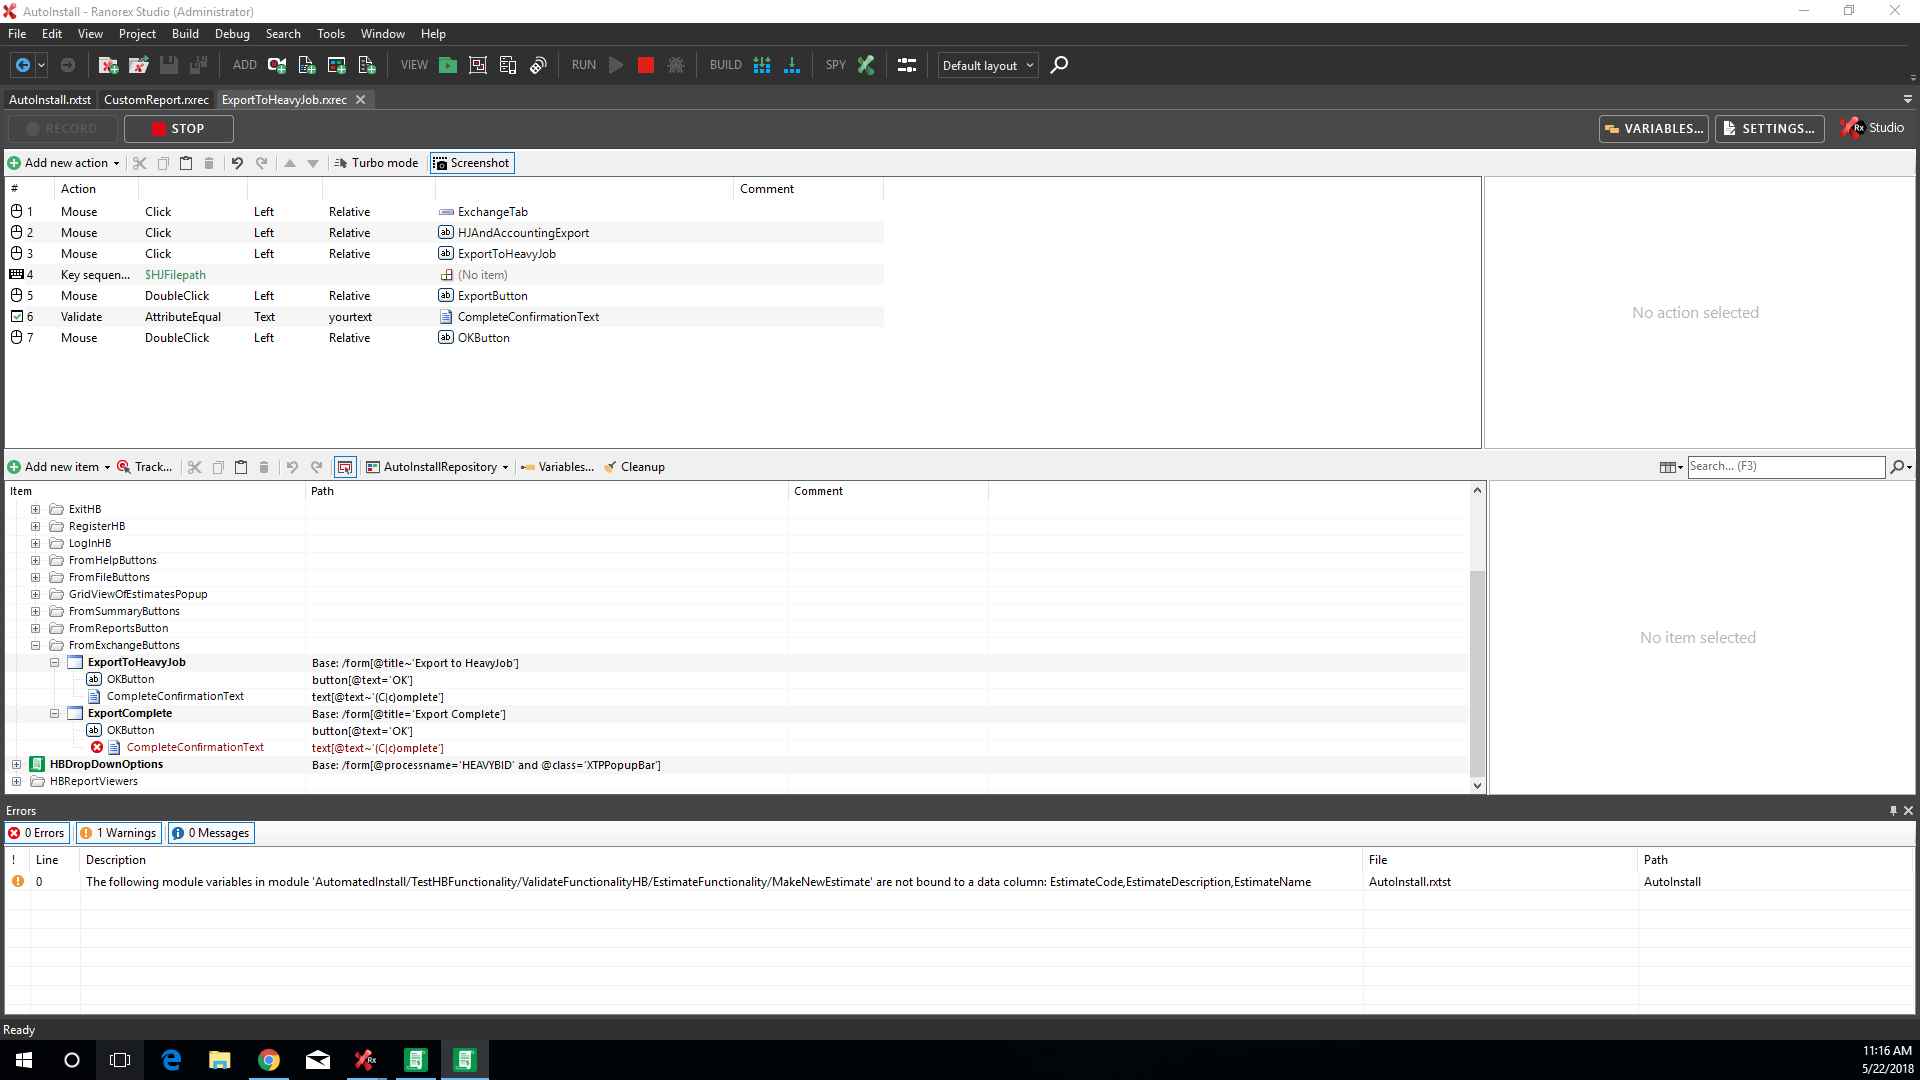 AutoInstall - Ranorex Studio (Administrator)
File Edit View Project Build Debug Search Tools Window Help
ADD VIEW RUN BUILD SPY Default layout
AutoInstall.rxtst CustomReport.rxrec ExportToHeavyJob.rxrec
RECORD STOP VARIABLES... SETTINGS... Rx Studio
Add new action Turbo mode Screenshot
# Action Comment
1 Mouse Click Left Relative ExchangeTab
2 Mouse Click Left Relative HJAndAccountingExport
3 Mouse Click Left Relative ExportToHeavyJob
4 Key sequen... $HJFilepath (No item)
5 Mouse DoubleClick Left Relative ExportButton
6 Validate AttributeEqual Text yourtext CompleteConfirmationText
7 Mouse DoubleClick Left Relative OKButton
No action selected
Add new item Track... AutoInstallRepository Variables... Cleanup Search... (F3)
Item Path Comment
ExitHB
RegisterHB
LogInHB
FromHelpButtons
FromFileButtons
GridViewOfEstimatesPopup
FromSummaryButtons
FromReportsButton
FromExchangeButtons
ExportToHeavyJob Base: /form[@title~'Export to HeavyJob']
OKButton button[@text='OK']
CompleteConfirmationText text[@text~'(C|c)omplete']
ExportComplete Base: /form[@title='Export Complete']
OKButton button[@text='OK']
CompleteConfirmationText text[@text~'(C|c)omplete']
HBDropDownOptions Base: /form[@processname='HEAVYBID' and @class='XTPPopupBar']
HBReportViewers
No item selected
Errors
0 Errors 1 Warnings 0 Messages
! Line Description File Path
0 The following module variables in module 'AutomatedInstall/TestHBFunctionality/ValidateFunctionalityHB/EstimateFunctionality/MakeNewEstimate' are not bound to a data column: EstimateCode,EstimateDescription,EstimateName AutoInstall.rxtst AutoInstall
Ready
11:16 AM
5/22/2018